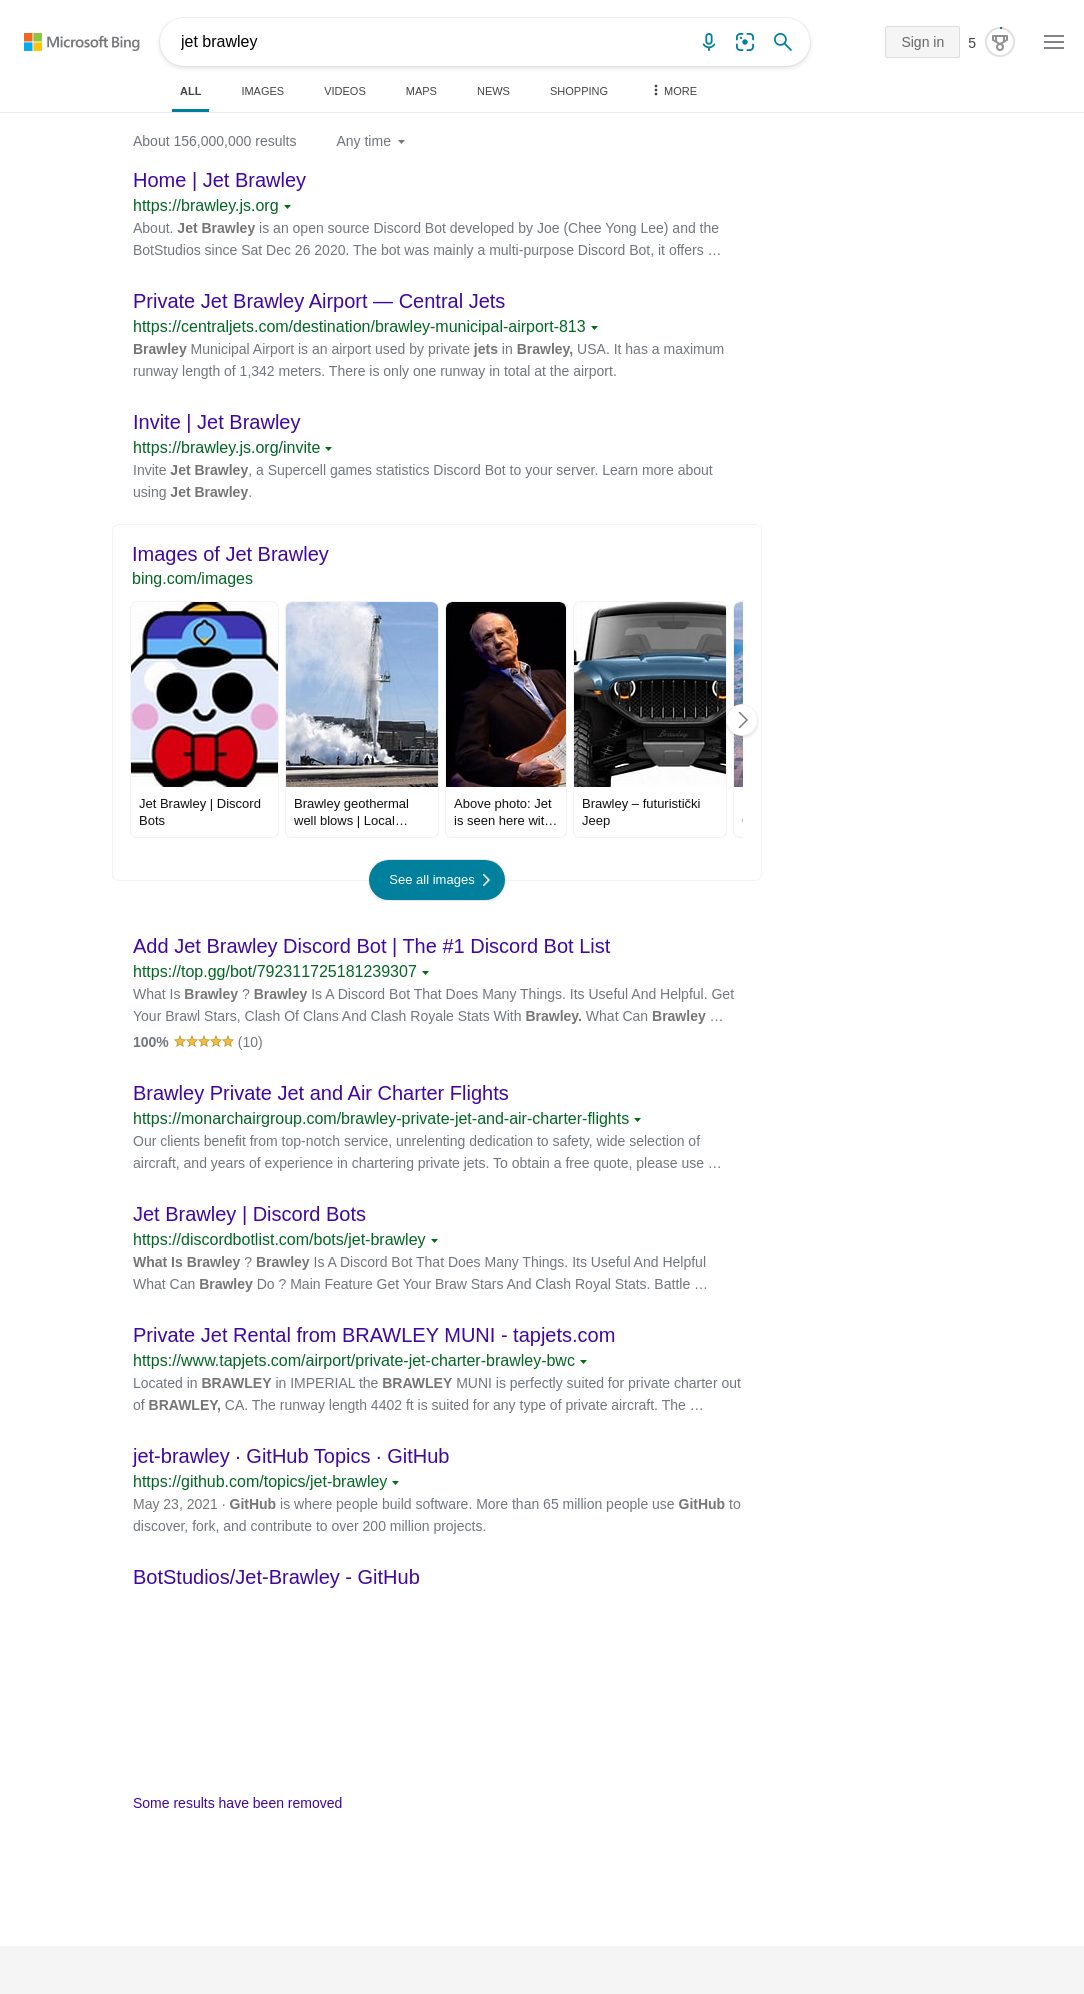 Microsoft Bing
jet brawley
Sign in
5
ALL
IMAGES
VIDEOS
MAPS
NEWS
SHOPPING
MORE
About 156,000,000 results
Any time
Home | Jet Brawley
https://brawley.js.org
About. Jet Brawley is an open source Discord Bot developed by Joe (Chee Yong Lee) and the
BotStudios since Sat Dec 26 2020. The bot was mainly a multi-purpose Discord Bot, it offers …
Private Jet Brawley Airport — Central Jets
https://centraljets.com/destination/brawley-municipal-airport-813
Brawley Municipal Airport is an airport used by private jets in Brawley, USA. It has a maximum
runway length of 1,342 meters. There is only one runway in total at the airport.
Invite | Jet Brawley
https://brawley.js.org/invite
Invite Jet Brawley, a Supercell games statistics Discord Bot to your server. Learn more about
using Jet Brawley.
Images of Jet Brawley
bing.com/images
Brawley
Jet Brawley | Discord
Bots
Brawley geothermal
well blows | Local…
Above photo: Jet
is seen here wit…
Brawley – futuristički
Jeep
See all images
Add Jet Brawley Discord Bot | The #1 Discord Bot List
https://top.gg/bot/792311725181239307
What Is Brawley ? Brawley Is A Discord Bot That Does Many Things. Its Useful And Helpful. Get
Your Brawl Stars, Clash Of Clans And Clash Royale Stats With Brawley. What Can Brawley …
100% (10)
Brawley Private Jet and Air Charter Flights
https://monarchairgroup.com/brawley-private-jet-and-air-charter-flights
Our clients benefit from top-notch service, unrelenting dedication to safety, wide selection of
aircraft, and years of experience in chartering private jets. To obtain a free quote, please use …
Jet Brawley | Discord Bots
https://discordbotlist.com/bots/jet-brawley
What Is Brawley ? Brawley Is A Discord Bot That Does Many Things. Its Useful And Helpful
What Can Brawley Do ? Main Feature Get Your Braw Stars And Clash Royal Stats. Battle …
Private Jet Rental from BRAWLEY MUNI - tapjets.com
https://www.tapjets.com/airport/private-jet-charter-brawley-bwc
Located in BRAWLEY in IMPERIAL the BRAWLEY MUNI is perfectly suited for private charter out
of BRAWLEY, CA. The runway length 4402 ft is suited for any type of private aircraft. The …
jet-brawley · GitHub Topics · GitHub
https://github.com/topics/jet-brawley
May 23, 2021 · GitHub is where people build software. More than 65 million people use GitHub to
discover, fork, and contribute to over 200 million projects.
BotStudios/Jet-Brawley - GitHub
Some results have been removed